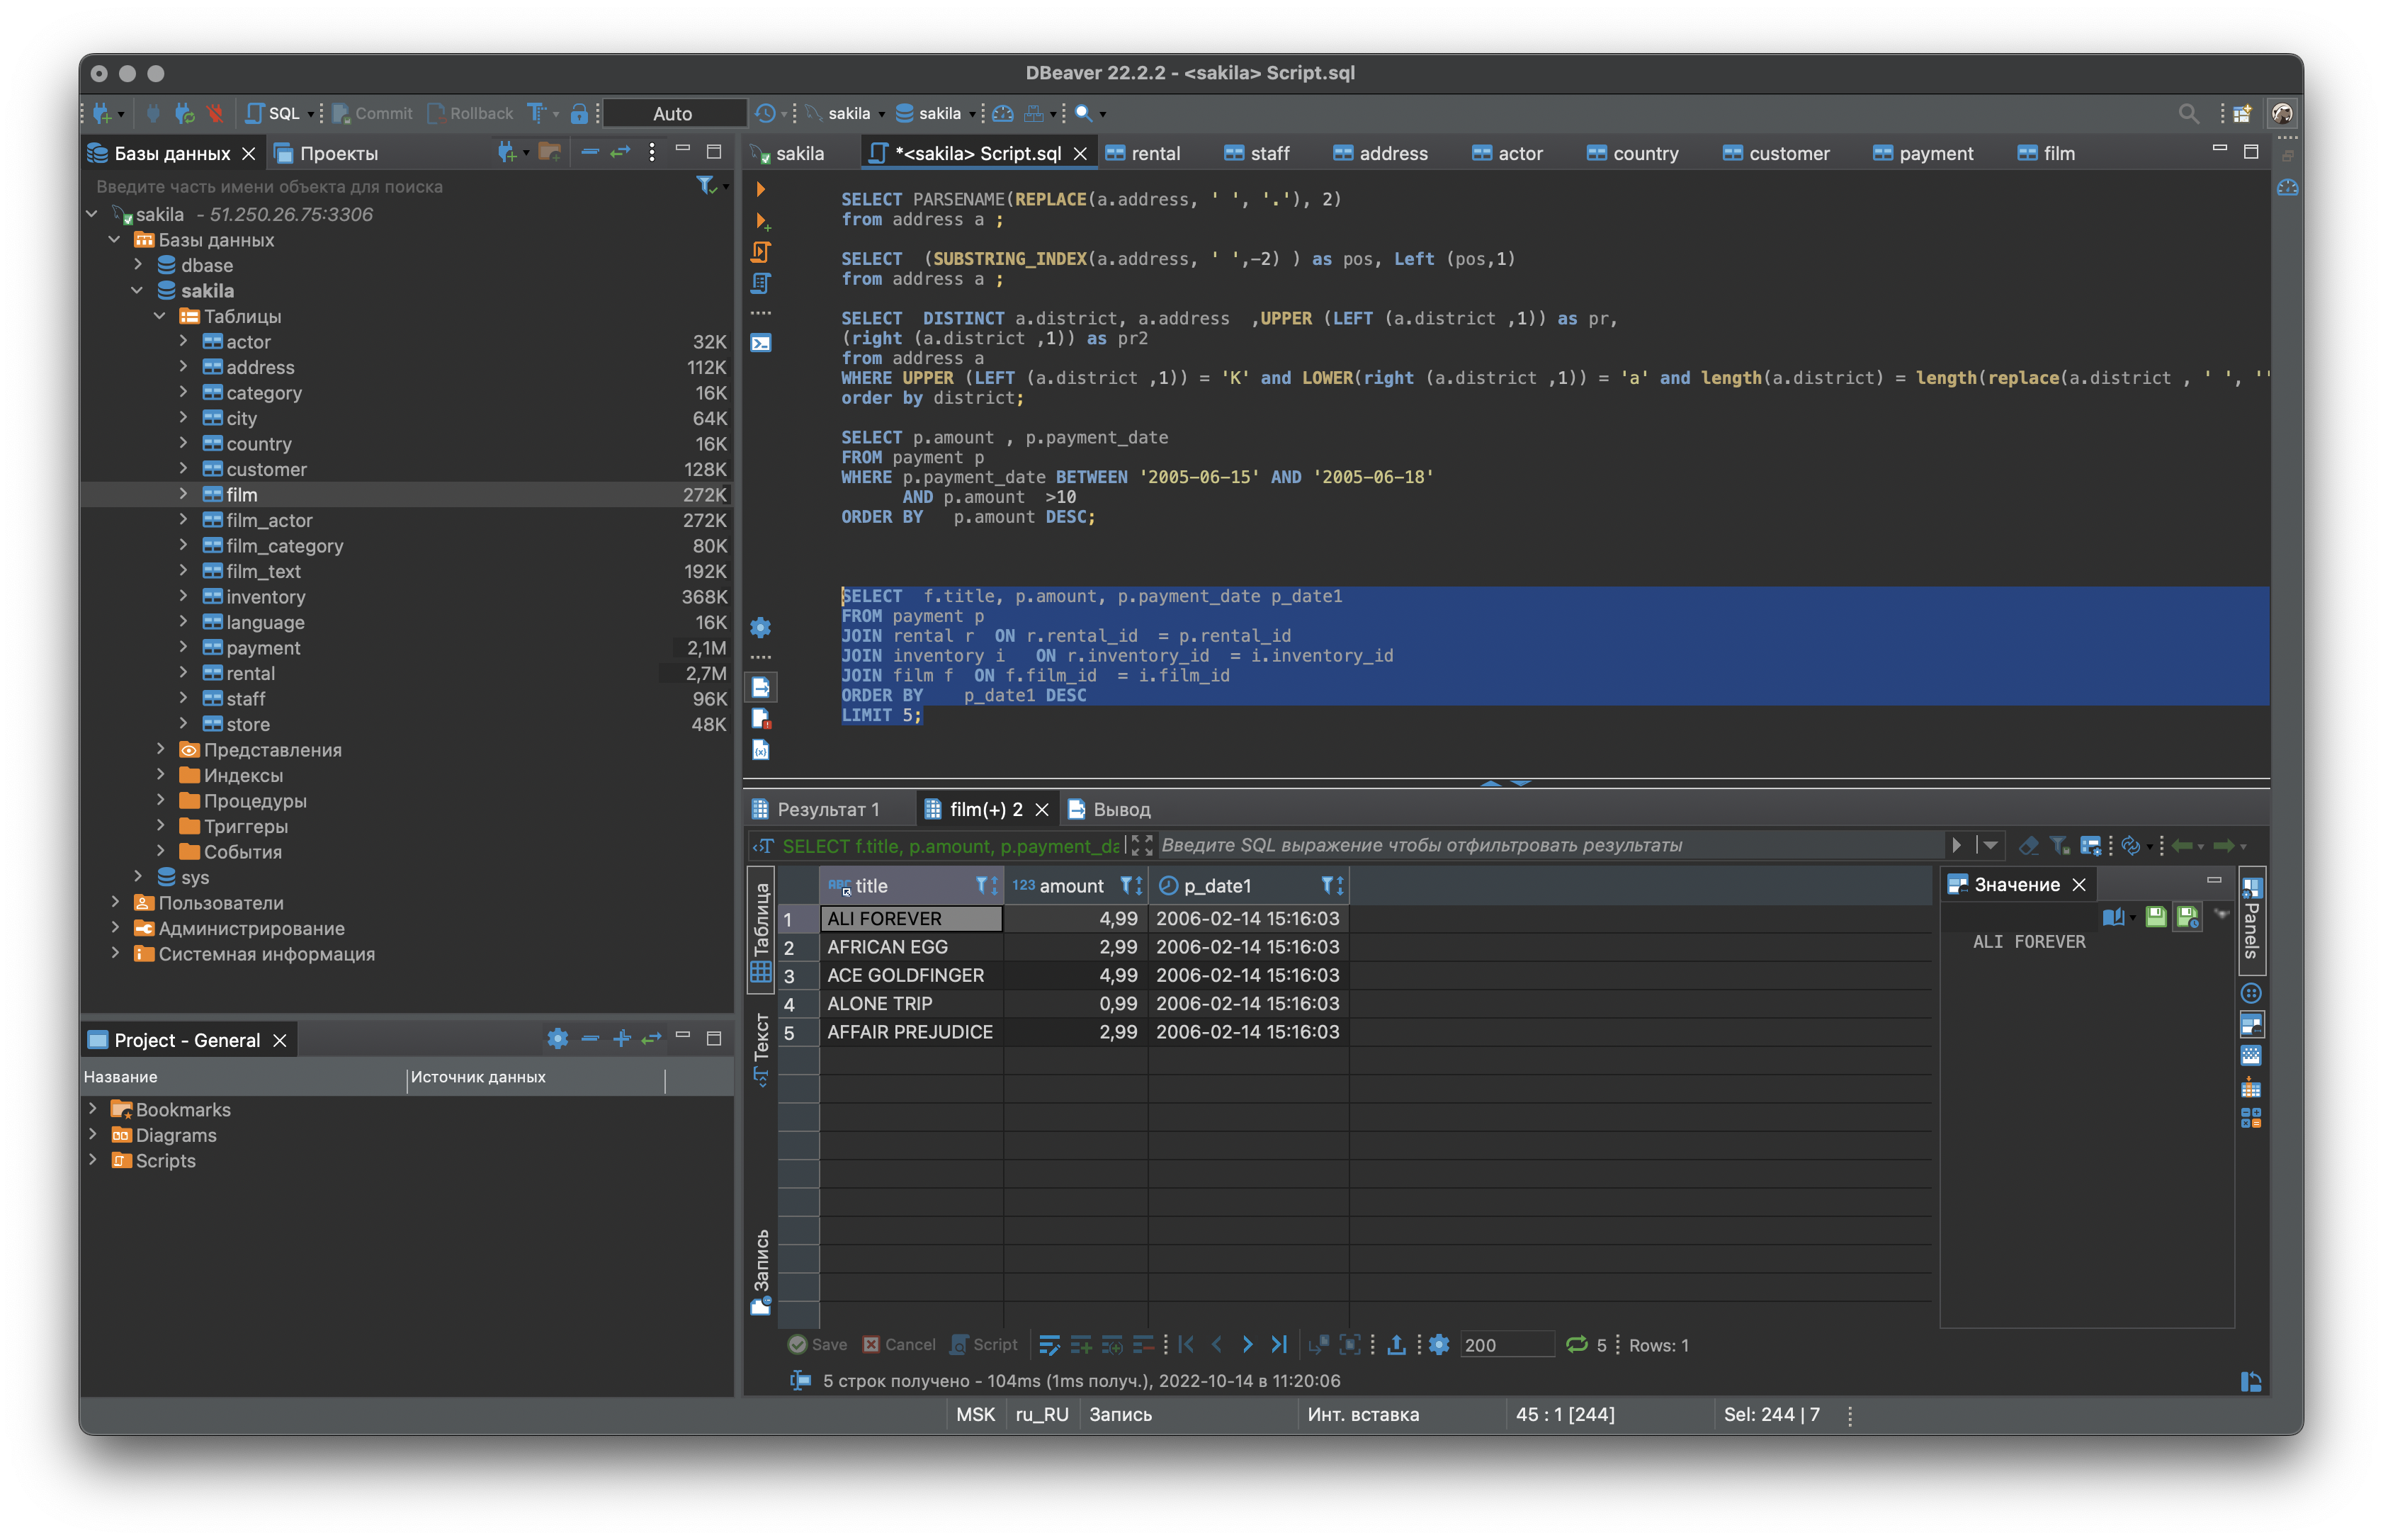 DBeaver 22.2.2 - <sakila> Script.sql
SQL Commit Rollback Auto sakila sakila
Базы данных Проекты
Введите часть имени объекта для поиска
sakila - 51.250.26.75:3306
Базы данных
dbase
sakila
Таблицы
actor 32K
address 112K
category 16K
city 64K
country 16K
customer 128K
film 272K
film_actor 272K
film_category 80K
film_text 192K
inventory 368K
language 16K
payment 2,1M
rental 2,7M
staff 96K
store 48K
Представления
Индексы
Процедуры
Триггеры
События
sys
Пользователи
Администрирование
Системная информация
Project - General
Название Источник данных
Bookmarks
Diagrams
Scripts
sakila *<sakila> Script.sql rental staff address actor country customer payment film
SELECT PARSENAME(REPLACE(a.address, ' ', '.'), 2)
from address a ;
SELECT (SUBSTRING_INDEX(a.address, ' ',-2) ) as pos, Left (pos,1)
from address a ;
SELECT DISTINCT a.district, a.address ,UPPER (LEFT (a.district ,1)) as pr,
(right (a.district ,1)) as pr2
from address a
WHERE UPPER (LEFT (a.district ,1)) = 'K' and LOWER(right (a.district ,1)) = 'a' and length(a.district) = length(replace(a.district , ' ', ''
order by district;
SELECT p.amount , p.payment_date
FROM payment p
WHERE p.payment_date BETWEEN '2005-06-15' AND '2005-06-18'
AND p.amount >10
ORDER BY p.amount DESC;
SELECT f.title, p.amount, p.payment_date p_date1
FROM payment p
JOIN rental r ON r.rental_id = p.rental_id
JOIN inventory i ON r.inventory_id = i.inventory_id
JOIN film f ON f.film_id = i.film_id
ORDER BY p_date1 DESC
LIMIT 5;
Результат 1 film(+) 2 Вывод
SELECT f.title, p.amount, p.payment_da Введите SQL выражение чтобы отфильтровать результаты
Таблица
Текст
Запись
ABC title 123 amount p_date1
1 ALI FOREVER 4,99 2006-02-14 15:16:03
2 AFRICAN EGG 2,99 2006-02-14 15:16:03
3 ACE GOLDFINGER 4,99 2006-02-14 15:16:03
4 ALONE TRIP 0,99 2006-02-14 15:16:03
5 AFFAIR PREJUDICE 2,99 2006-02-14 15:16:03
Значение
ALI FOREVER
Panels
Save Cancel Script 200 5 Rows: 1
5 строк получено - 104ms (1ms получ.), 2022-10-14 в 11:20:06
MSK ru_RU Запись Инт. вставка 45 : 1 [244] Sel: 244 | 7